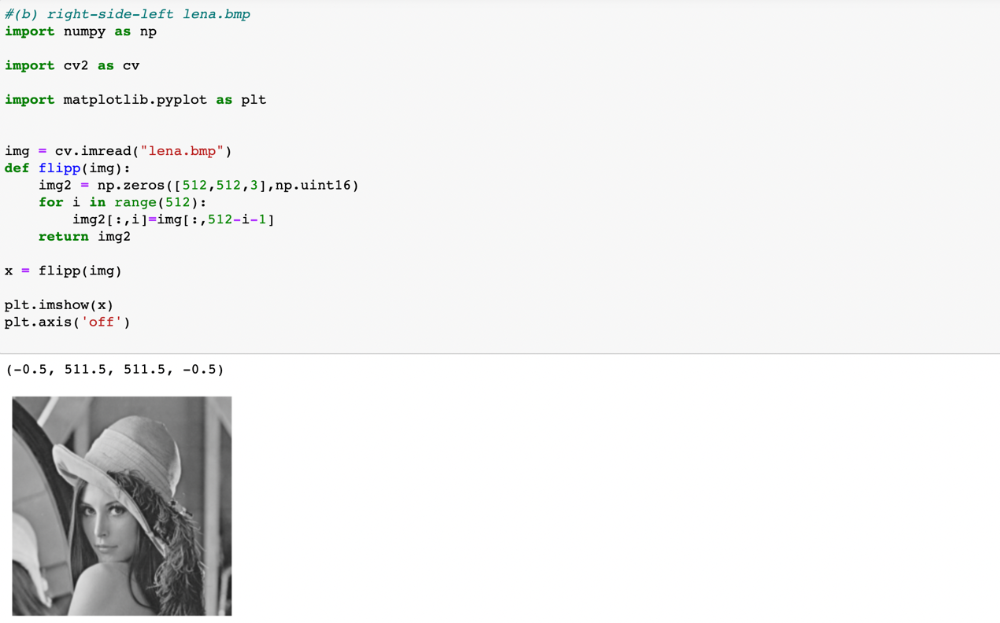 #(b) right-side-left lena.bmp
import numpy as np
import cv2 as cv
import matplotlib.pyplot as plt
img = cv.imread("lena.bmp")
def flipp(img):
    img2 = np.zeros([512,512,3],np.uint16)
    for i in range(512):
        img2[:,i]=img[:,512-i-1]
    return img2
x = flipp(img)
plt.imshow(x)
plt.axis('off')
(-0.5, 511.5, 511.5, -0.5)